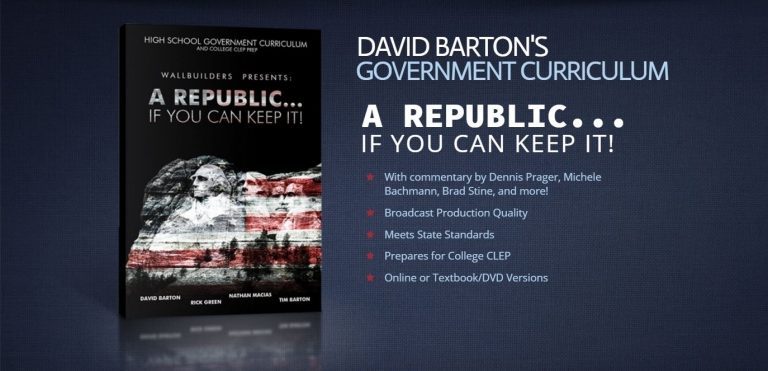 HIGH SCHOOL GOVERNMENT CURRICULUM
AND COLLEGE CLEP PREP
WALLBUILDERS PRESENTS:
A REPUBLIC...
IF YOU CAN KEEP IT!
DAVID BARTON
RICK GREEN
NATHAN MACIAS
TIM BARTON
DAVID BARTON'S
GOVERNMENT CURRICULUM
A REPUBLIC...
IF YOU CAN KEEP IT!
With commentary by Dennis Prager, Michele
Bachmann, Brad Stine, and more!
Broadcast Production Quality
Meets State Standards
Prepares for College CLEP
Online or Textbook/DVD Versions